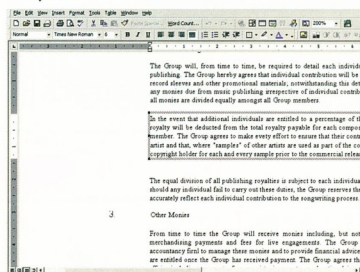 File Edit View Insert Format Tools Table Window Help
Word Count...
200%
Normal Times New Roman 8 B I U
The Group will, from time to time, be required to detail each individ
publishing. The Group hereby agrees that individual contribution will be
record sleeves and other promotional materials, notwithstanding this det
any monies due from music publishing irrespective of individual contrib
all monies are divided equally amongst all Group members.
In the event that additional individuals are entitled to a percentage of th
royalty will be deducted from the total royalty payable for each compos
member. The Group agrees to make evety effort to ensure that their cont
artist and that, where "samples" of other artists are used as part of the co
copyright holder for each and every sample prior to the commercial relea
The equal division of all publishing royalties is subject to each individua
should any individual fail to carry out these duties, the Group reserves th
accurately reflect each individual contribution to the songwriting process
3.
Other Monies
From time to time the Group will receive monies including, but not
merchandising payments and fees for live engagements. The Group
accountancy firml to manage these monies and to provide financial advice
are entitled once the Group has received payment. The Group agrees th